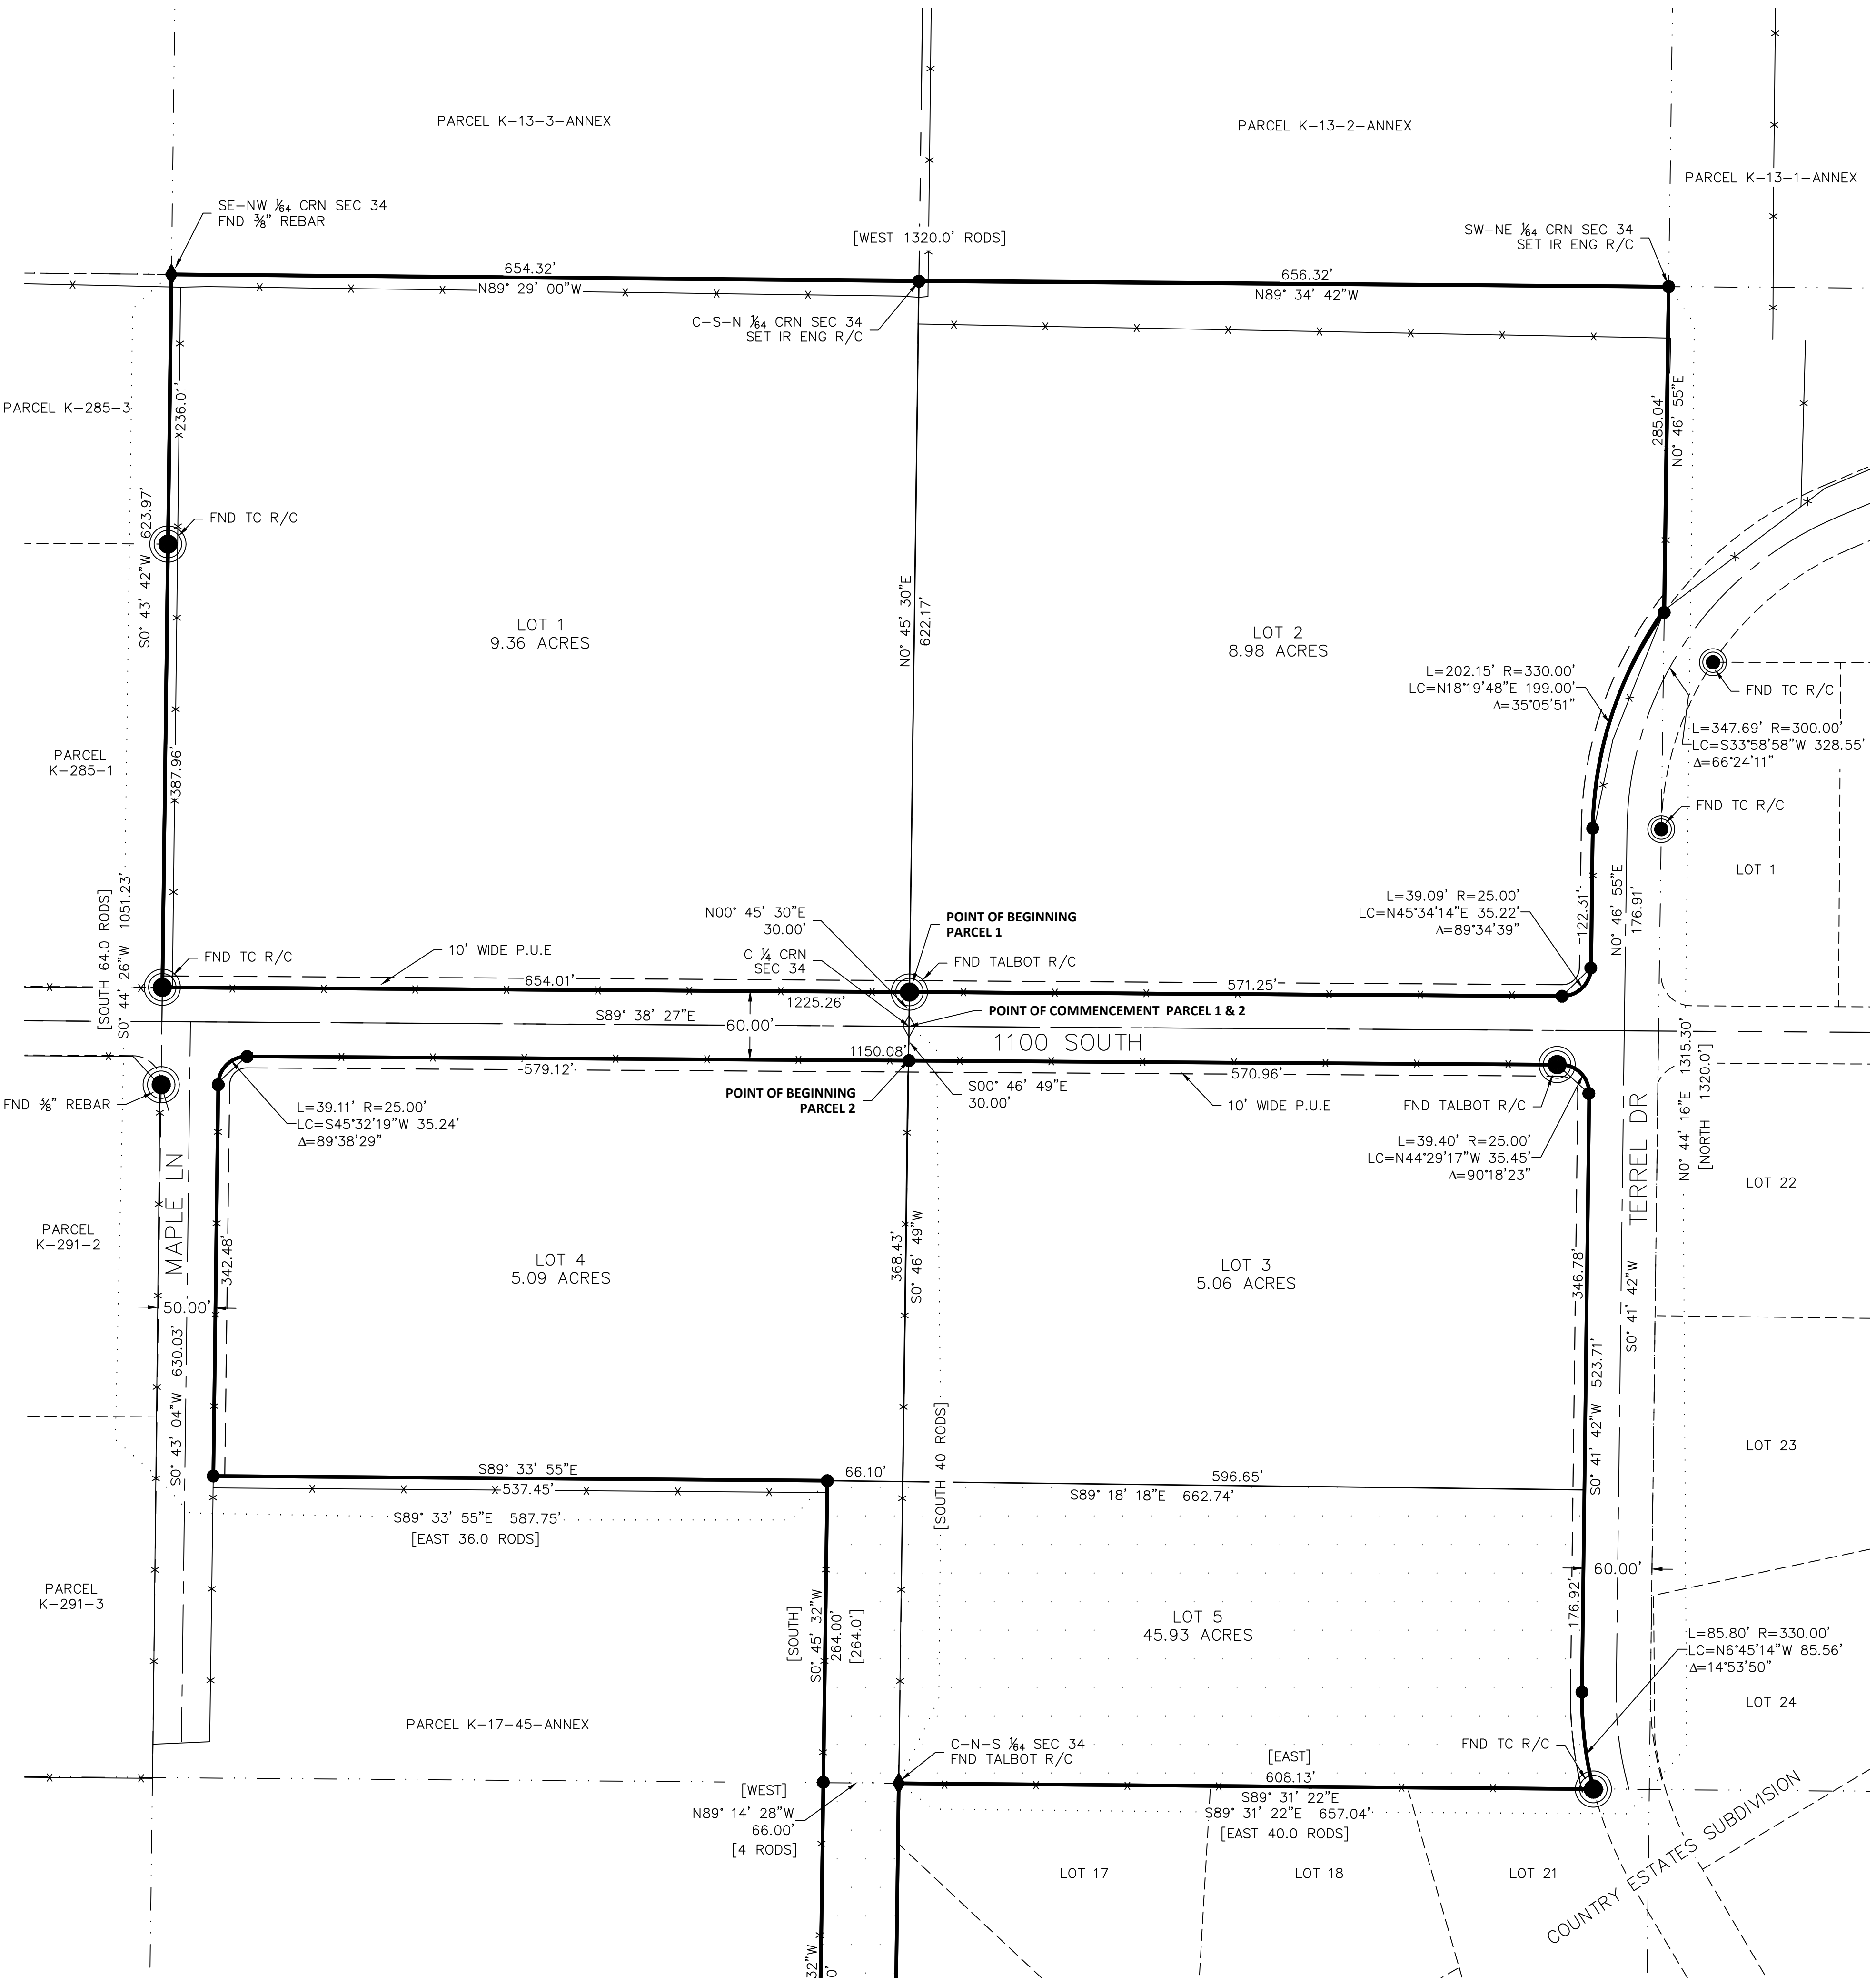 PARCEL K-13-3-ANNEX
PARCEL K-13-2-ANNEX
PARCEL K-13-1-ANNEX
SE-NW 1/64 CRN SEC 34
FND 3/8" REBAR
[WEST 1320.0' RODS]
SW-NE 1/64 CRN SEC 34
SET IR ENG R/C
654.32'
N89° 29' 00"W
656.32'
N89° 34' 42"W
C-S-N 1/64 CRN SEC 34
SET IR ENG R/C
PARCEL K-285-3
236.01'
285.04'
N0° 46' 55"E
FND TC R/C
S0° 43' 42"W 623.97'
LOT 1
9.36 ACRES
N0° 45' 30"E
622.17'
LOT 2
8.98 ACRES
L=202.15' R=330.00'
LC=N18°19'48"E 199.00'
Δ=35°05'51"
FND TC R/C
L=347.69' R=300.00'
LC=S33°58'58"W 328.55'
Δ=66°24'11"
PARCEL
K-285-1
387.96'
FND TC R/C
LOT 1
[SOUTH 64.0 RODS]
S0° 44' 26"W 1051.23'
N00° 45' 30"E
30.00'
C 1/4 CRN
SEC 34
POINT OF BEGINNING
PARCEL 1
L=39.09' R=25.00'
LC=N45°34'14"E 35.22'
Δ=89°34'39"
122.31'
N0° 46' 55"E
176.91'
FND TC R/C
10' WIDE P.U.E
FND TALBOT R/C
654.01'
571.25'
1225.26'
S89° 38' 27"E
60.00'
POINT OF COMMENCEMENT PARCEL 1 & 2
1100 SOUTH
1150.08'
579.12'
570.96'
S00° 46' 49"E
30.00'
POINT OF BEGINNING
PARCEL 2
10' WIDE P.U.E
FND TALBOT R/C
FND 3/8" REBAR
L=39.11' R=25.00'
LC=S45°32'19"W 35.24'
Δ=89°38'29"
L=39.40' R=25.00'
LC=N44°29'17"W 35.45'
Δ=90°18'23"
TERREL DR
N0° 44' 16"E 1315.30'
[NORTH 1320.0']
MAPLE LN
PARCEL
K-291-2
342.48'
LOT 4
5.09 ACRES
368.43'
S0° 46' 49"W
LOT 3
5.06 ACRES
346.78'
S0° 41' 42"W
LOT 22
50.00'
S0° 43' 04"W 630.03'
S0° 41' 42"W 523.71'
LOT 23
[SOUTH 40 RODS]
S89° 33' 55"E
537.45'
66.10'
596.65'
S89° 18' 18"E 662.74'
S89° 33' 55"E 587.75'
[EAST 36.0 RODS]
PARCEL
K-291-3
[SOUTH]
S0° 45' 32"W
264.00'
[264.0']
LOT 5
45.93 ACRES
176.92'
60.00'
L=85.80' R=330.00'
LC=N6°45'14"W 85.56'
Δ=14°53'50"
LOT 24
PARCEL K-17-45-ANNEX
C-N-S 1/64 SEC 34
FND TALBOT R/C
FND TC R/C
[EAST]
608.13'
S89° 31' 22"E
S89° 31' 22"E 657.04'
[EAST 40.0 RODS]
[WEST]
N89° 14' 28"W
66.00'
[4 RODS]
LOT 17
LOT 18
LOT 21
COUNTRY ESTATES SUBDIVISION
32"W
0'